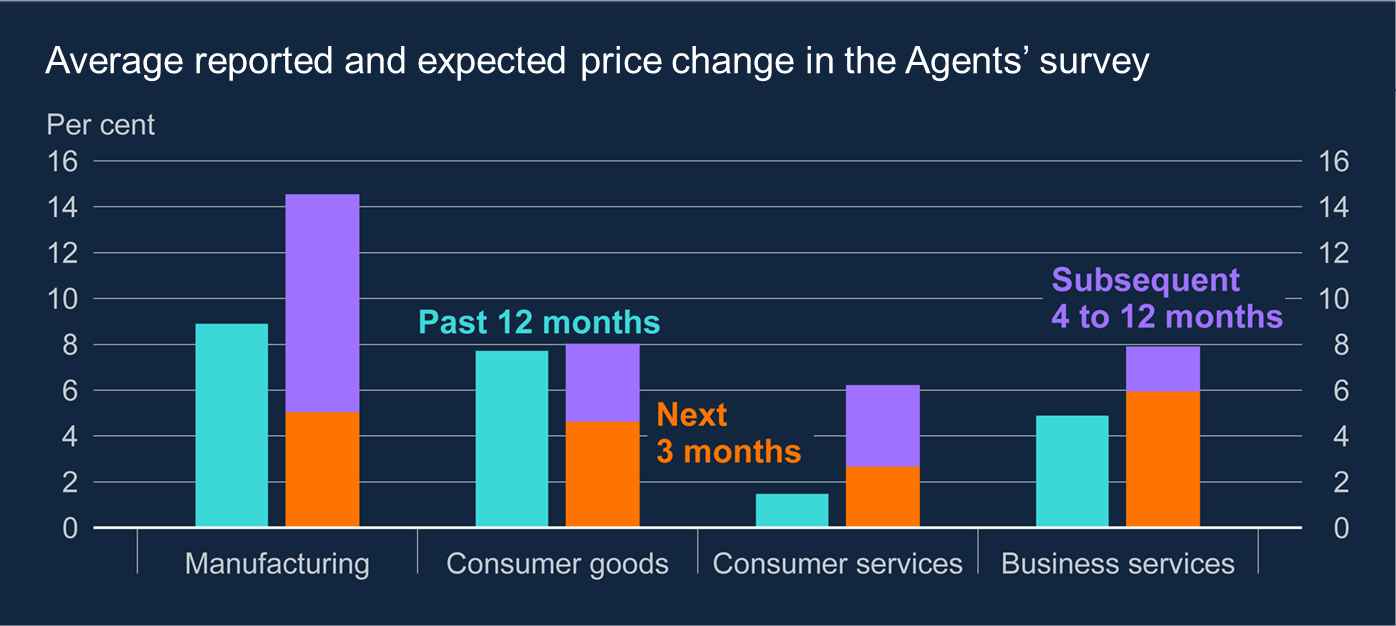 Average reported and expected price change in the Agents’ survey
Per cent
16 16
14 14
12 12
10 10
8 8
6 6
4 4
2 2
0 0
Past 12 months
Next
3 months
Subsequent
4 to 12 months
Manufacturing Consumer goods Consumer services Business services